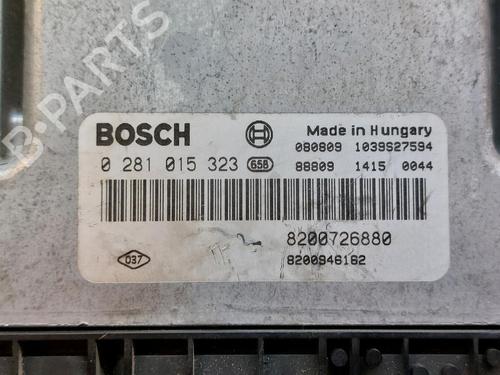 B-PARTS
BOSCH
Made in Hungary
080809 1039S27594
0 281 015 323 658
88809 1415 0044
8200726880
037
8200946162